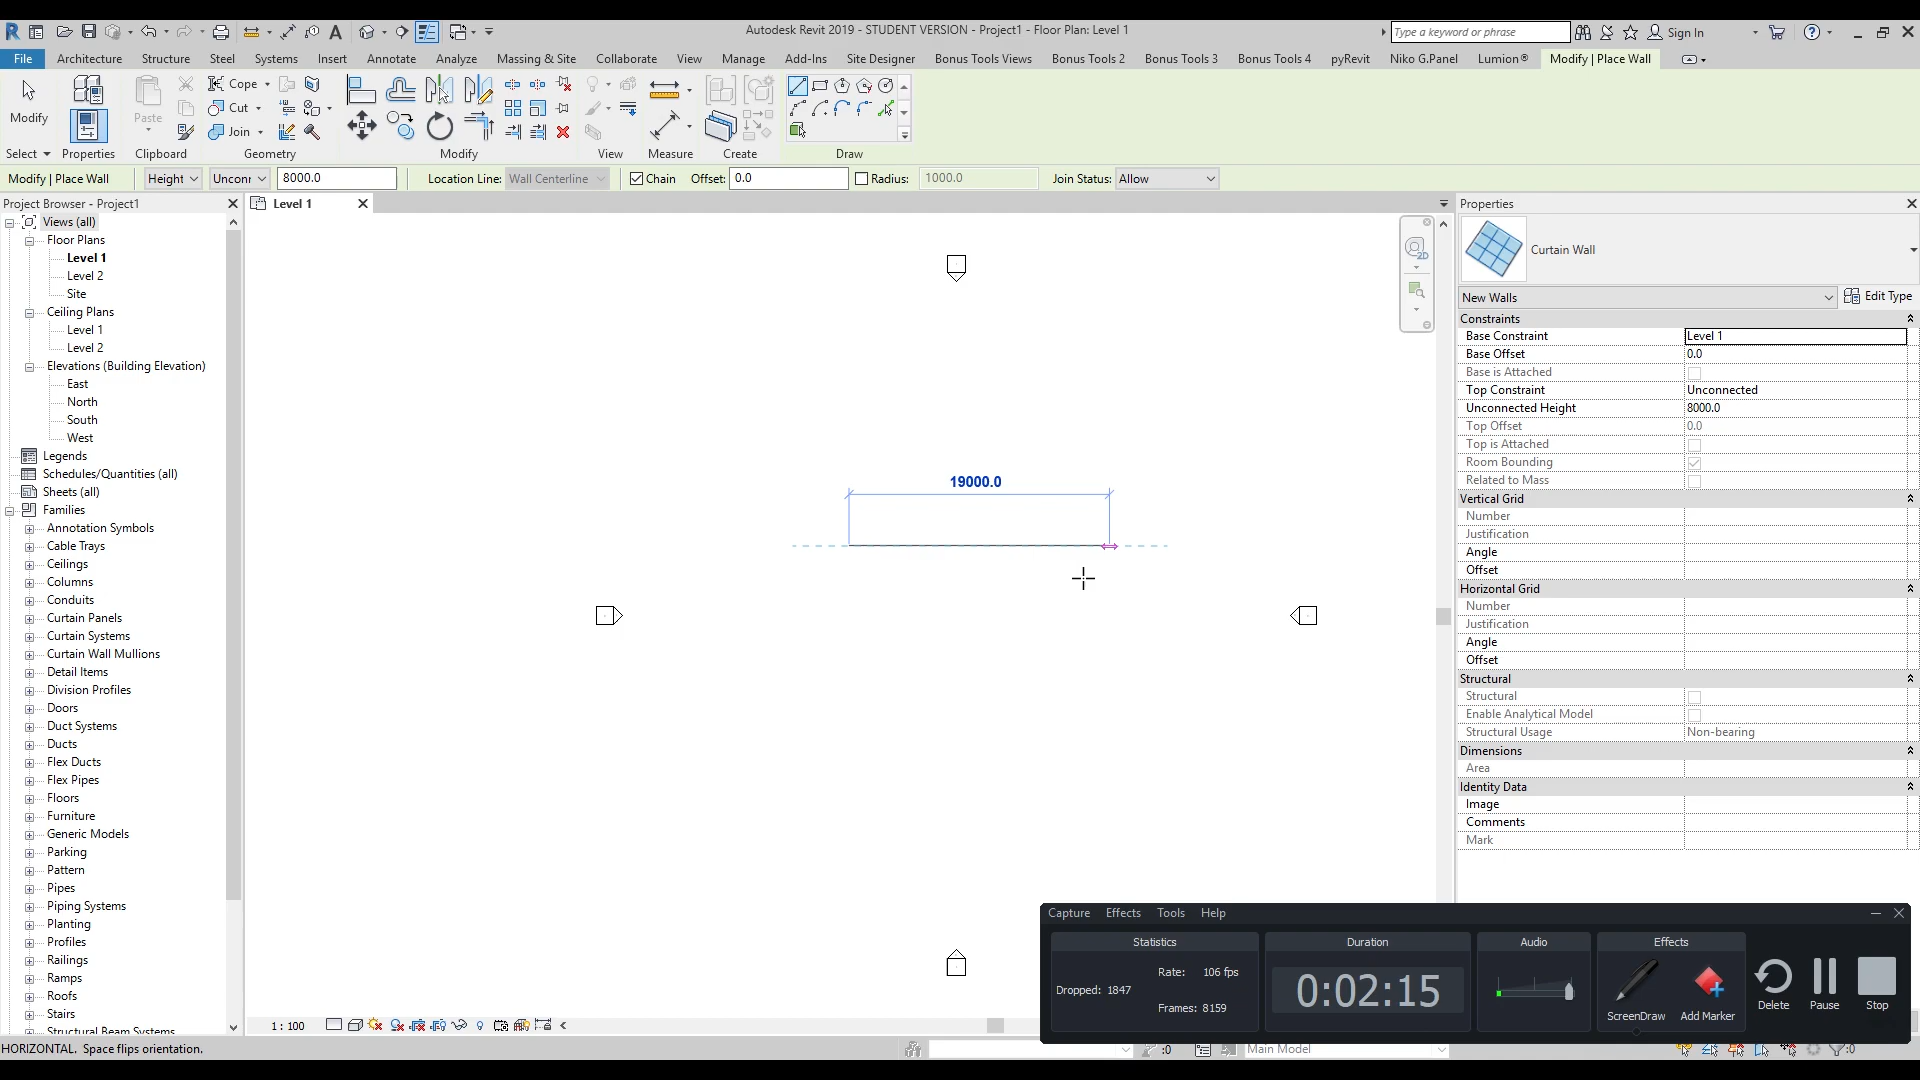 Autodesk Revit 2019 - STUDENT VERSION - Project1 - Floor Plan: Level 1
Type a keyword or phrase
Sign In
File Architecture Structure Steel Systems Insert Annotate Analyze Massing & Site Collaborate View Manage Add-Ins Site Designer Bonus Tools Views Bonus Tools 2 Bonus Tools 3 Bonus Tools 4 pyRevit Niko G.Panel Lumion® Modify | Place Wall
Modify
Paste
Cope
Cut
Join
Select Properties Clipboard Geometry Modify View Measure Create Draw
Modify | Place Wall Height Unconr 8000.0 Location Line: Wall Centerline Chain Offset: 0.0 Radius: 1000.0 Join Status: Allow
Project Browser - Project1
Views (all)
Floor Plans
Level 1
Level 2
Site
Ceiling Plans
Level 1
Level 2
Elevations (Building Elevation)
East
North
South
West
Legends
Schedules/Quantities (all)
Sheets (all)
Families
Annotation Symbols
Cable Trays
Ceilings
Columns
Conduits
Curtain Panels
Curtain Systems
Curtain Wall Mullions
Detail Items
Division Profiles
Doors
Duct Systems
Ducts
Flex Ducts
Flex Pipes
Floors
Furniture
Generic Models
Parking
Pattern
Pipes
Piping Systems
Planting
Profiles
Railings
Ramps
Roofs
Stairs
Structural Beam Systems
Level 1
2D
19000.0
1 : 100
Properties
Curtain Wall
New Walls
Edit Type
Constraints
Base Constraint Level 1
Base Offset 0.0
Base is Attached
Top Constraint Unconnected
Unconnected Height 8000.0
Top Offset 0.0
Top is Attached
Room Bounding
Related to Mass
Vertical Grid
Number
Justification
Angle
Offset
Horizontal Grid
Number
Justification
Angle
Offset
Structural
Structural
Enable Analytical Model
Structural Usage Non-bearing
Dimensions
Area
Identity Data
Image
Comments
Mark
Capture Effects Tools Help
Statistics Duration Audio Effects
Rate: 106 fps
Dropped: 1847
Frames: 8159
0:02:15
ScreenDraw Add Marker
Delete Pause Stop
HORIZONTAL. Space flips orientation.
:0
Main Model
:0